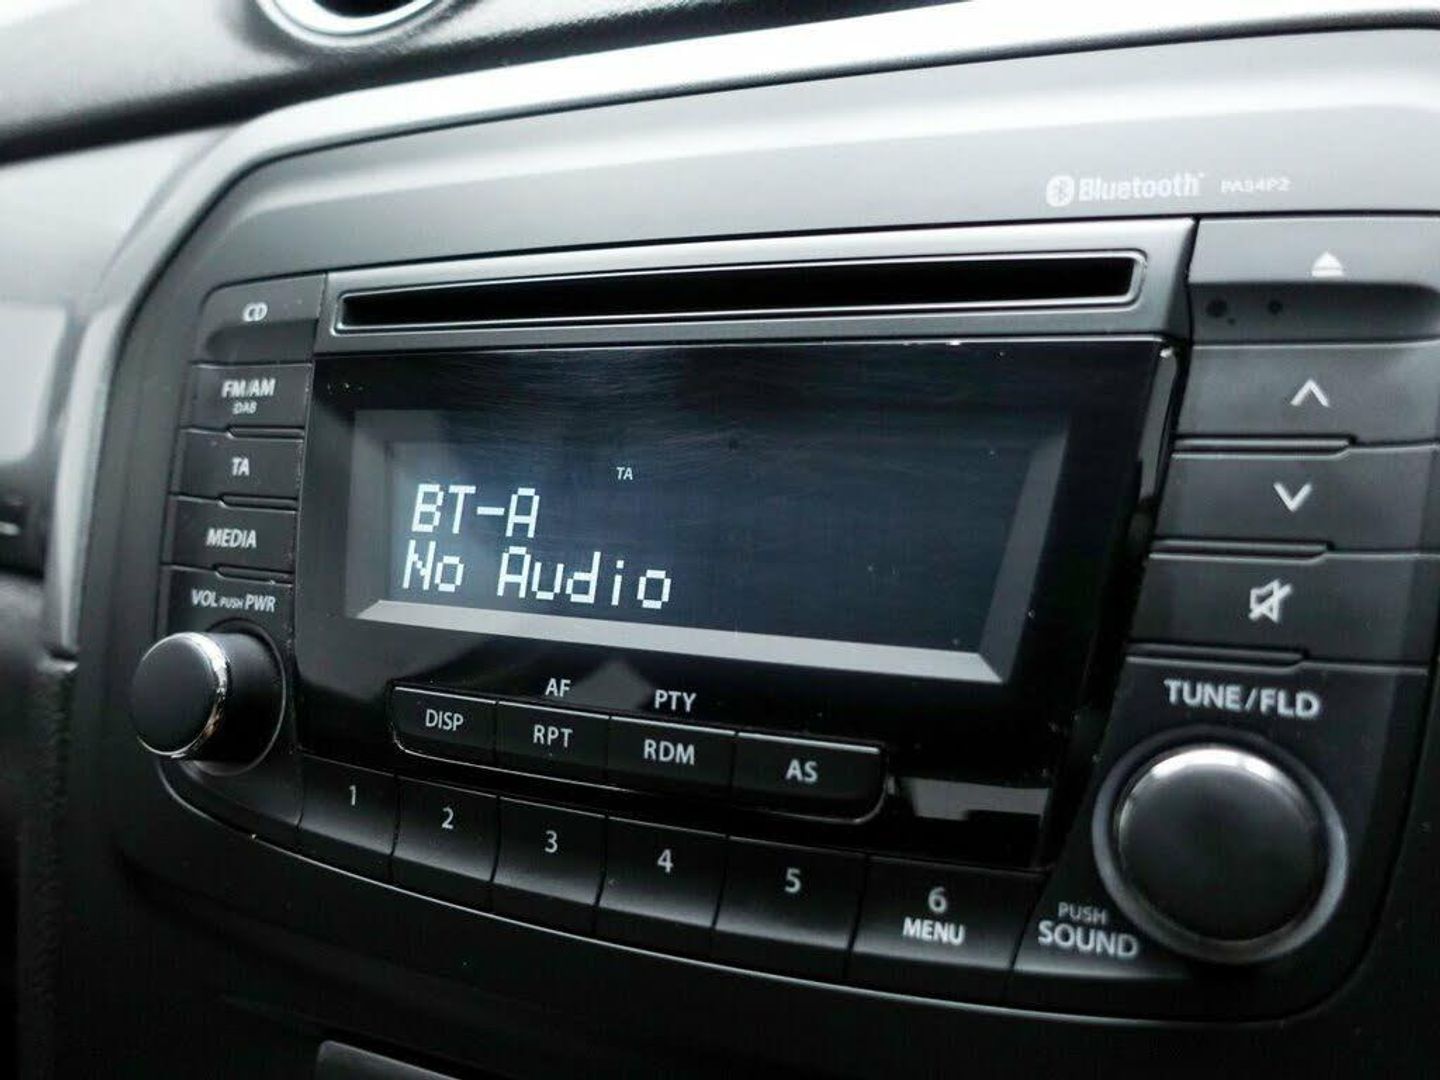 Bluetooth PA34P2
CD
FM/AM
DAB
TA
MEDIA
VOL PUSH PWR
TA
BT-A
No Audio
AF PTY
DISP RPT RDM AS
1 2 3 4 5 6
MENU
TUNE/FLD
PUSH
SOUND